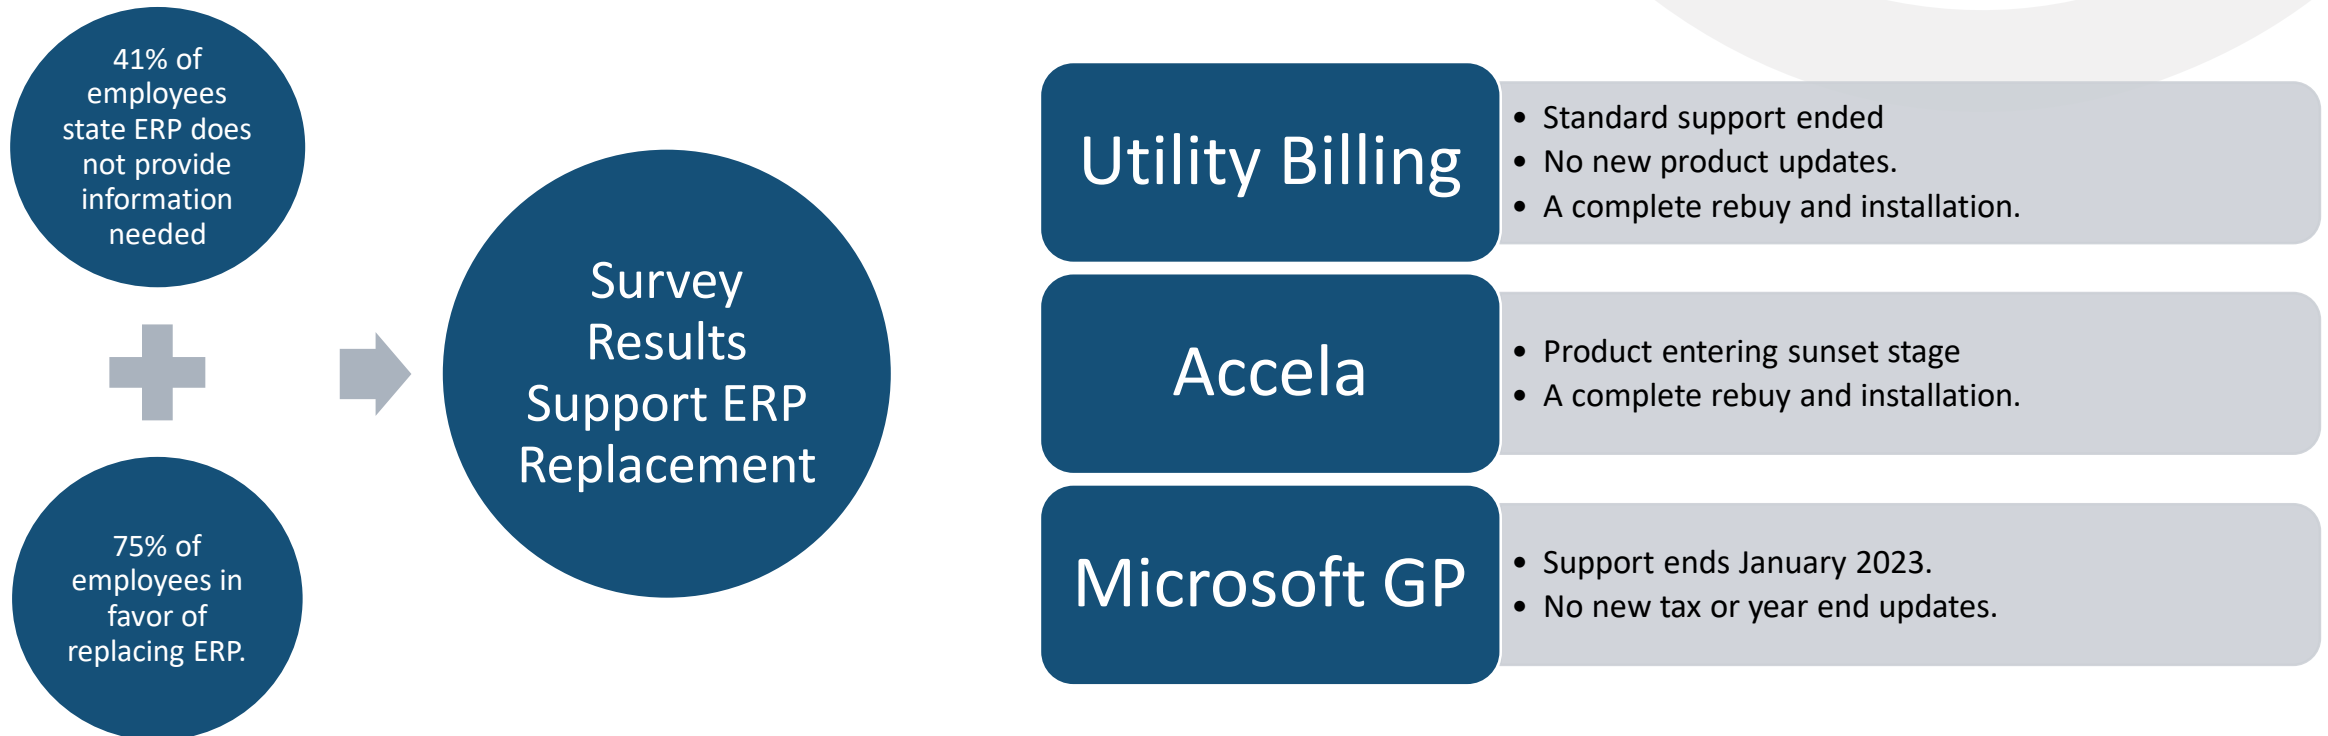 41% of
employees
state ERP does
not provide
information
needed
75% of
employees in
favor of
replacing ERP.
Survey
Results
Support ERP
Replacement
Utility Billing
• Standard support ended
• No new product updates.
• A complete rebuy and installation.
Accela
• Product entering sunset stage
• A complete rebuy and installation.
Microsoft GP
• Support ends January 2023.
• No new tax or year end updates.